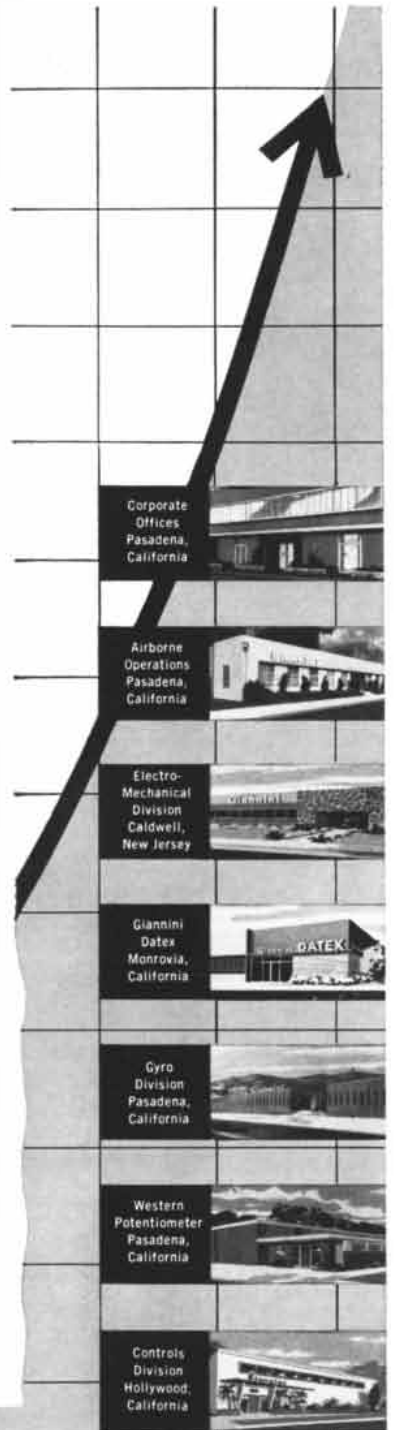 Corporate
Offices
Pasadena,
California
Airborne
Operations
Pasadena,
California
Electro-
Mechanical
Division
Caldwell,
New Jersey
Giannini
Datex
Monrovia,
California
DATEX
Gyro
Division
Pasadena,
California
Western
Potentiometer
Pasadena,
California
Controls
Division
Hollywood,
California